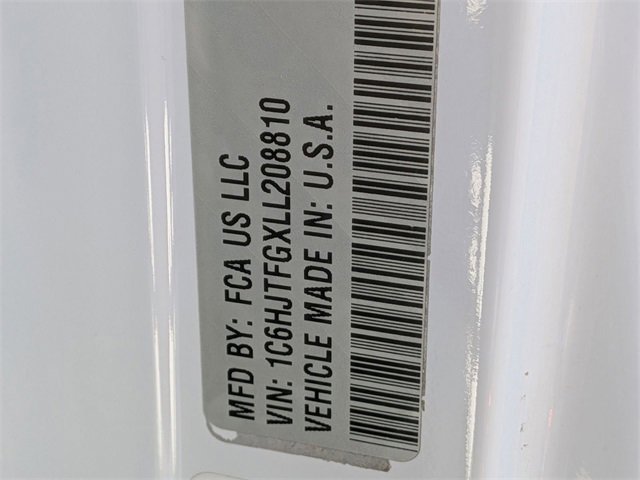 MFD BY: FCA US LLC
VIN: 1C6HJTFGXLL208810
VEHICLE MADE IN: U.S.A.